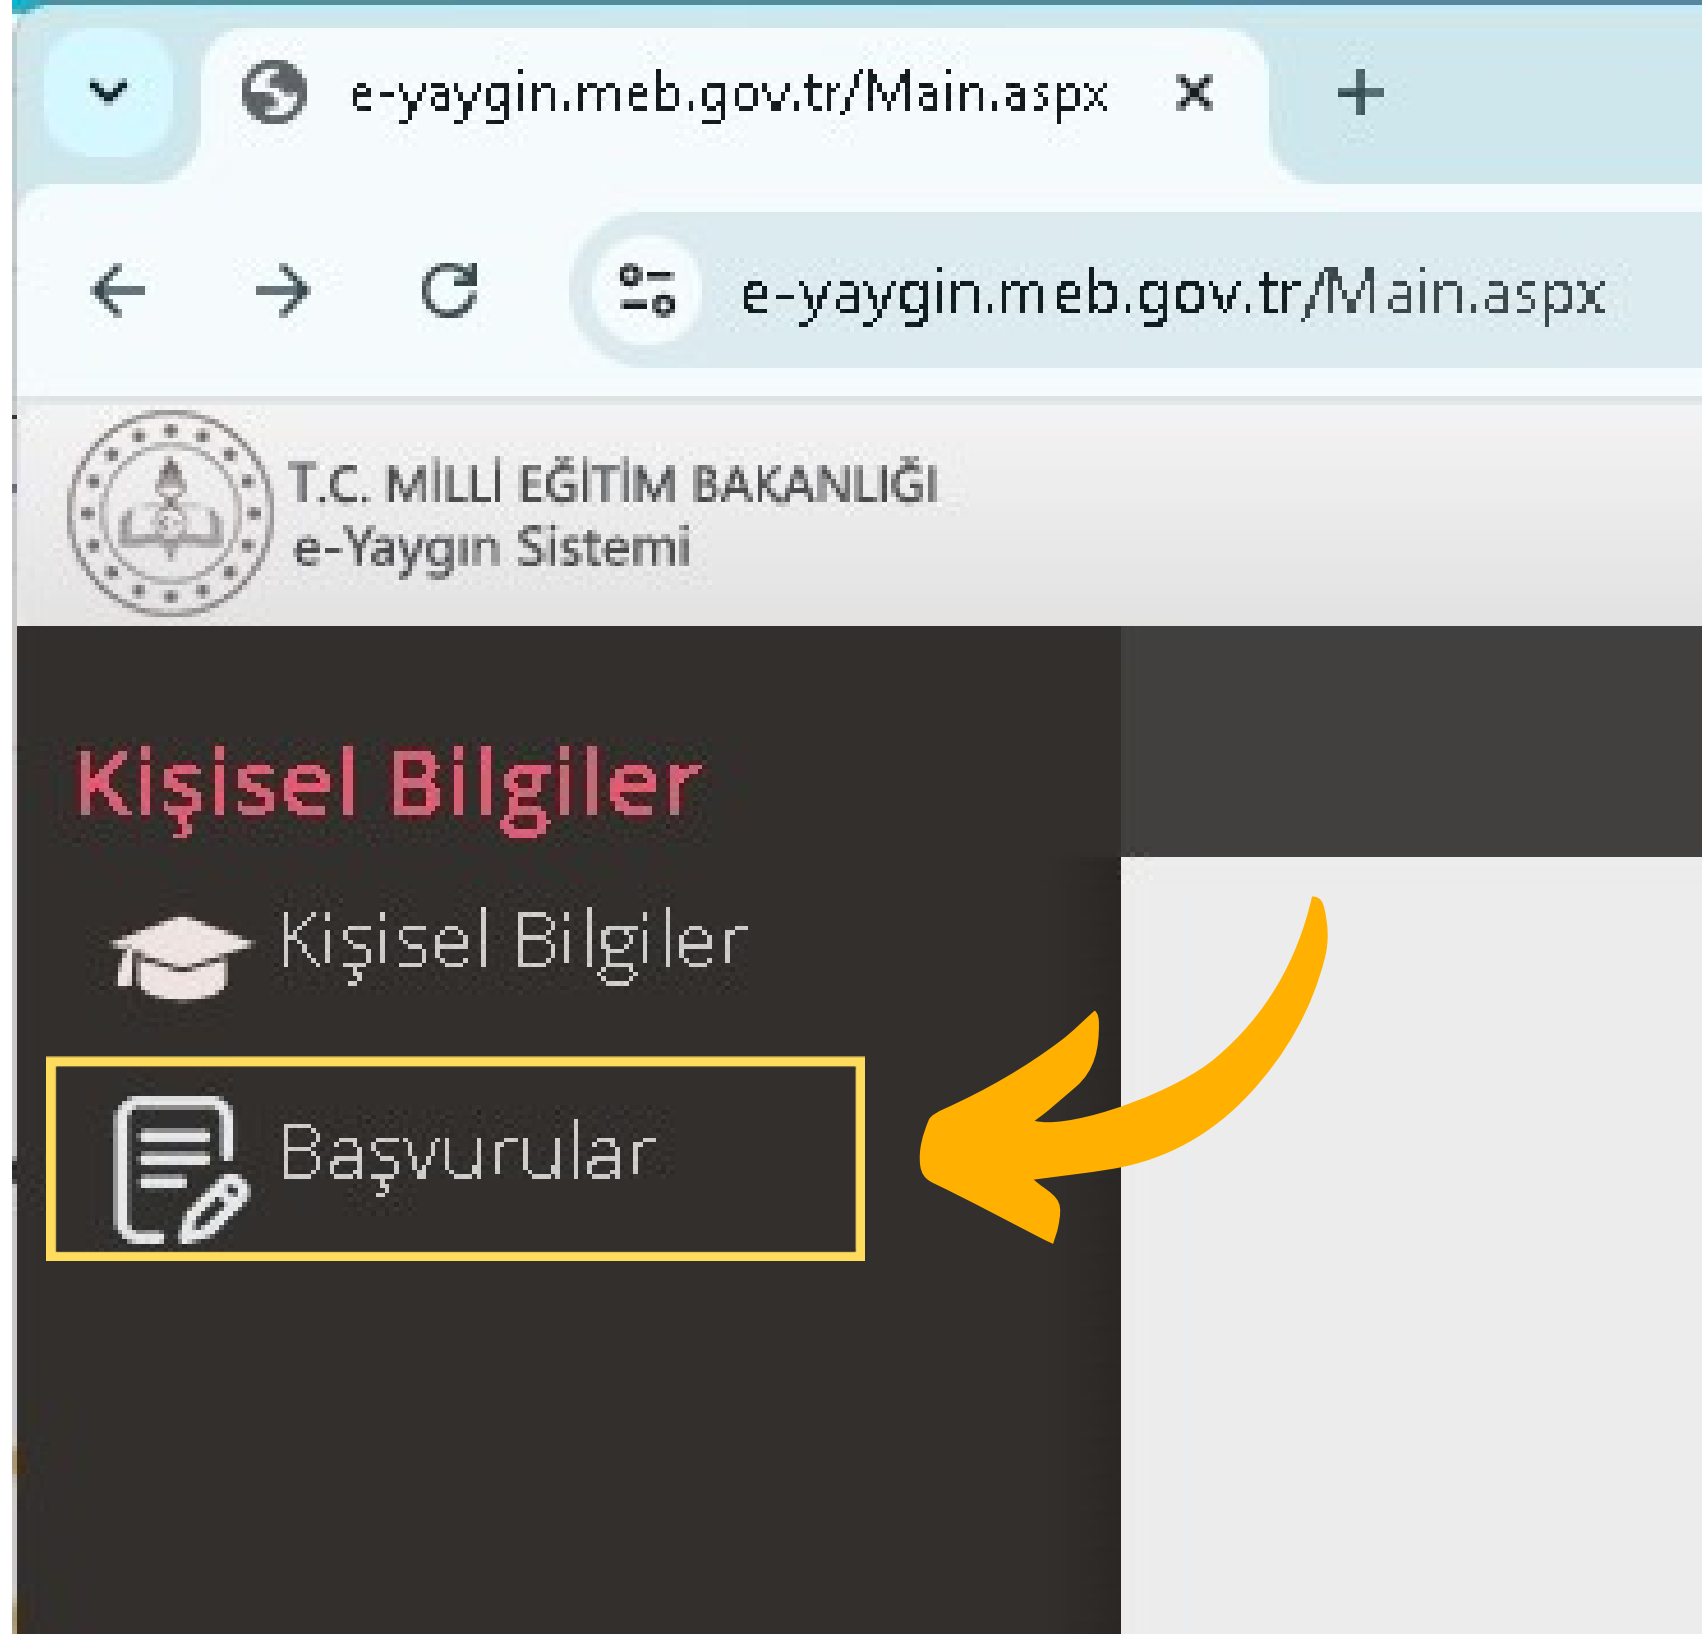 e-yaygin.meb.gov.tr/Main.aspx
e-yaygin.meb.gov.tr/Main.aspx
T.C. MİLLİ EĞİTİM BAKANLIĞI
e-Yaygın Sistemi
Kişisel Bilgiler
Kişisel Bilgiler
Başvurular